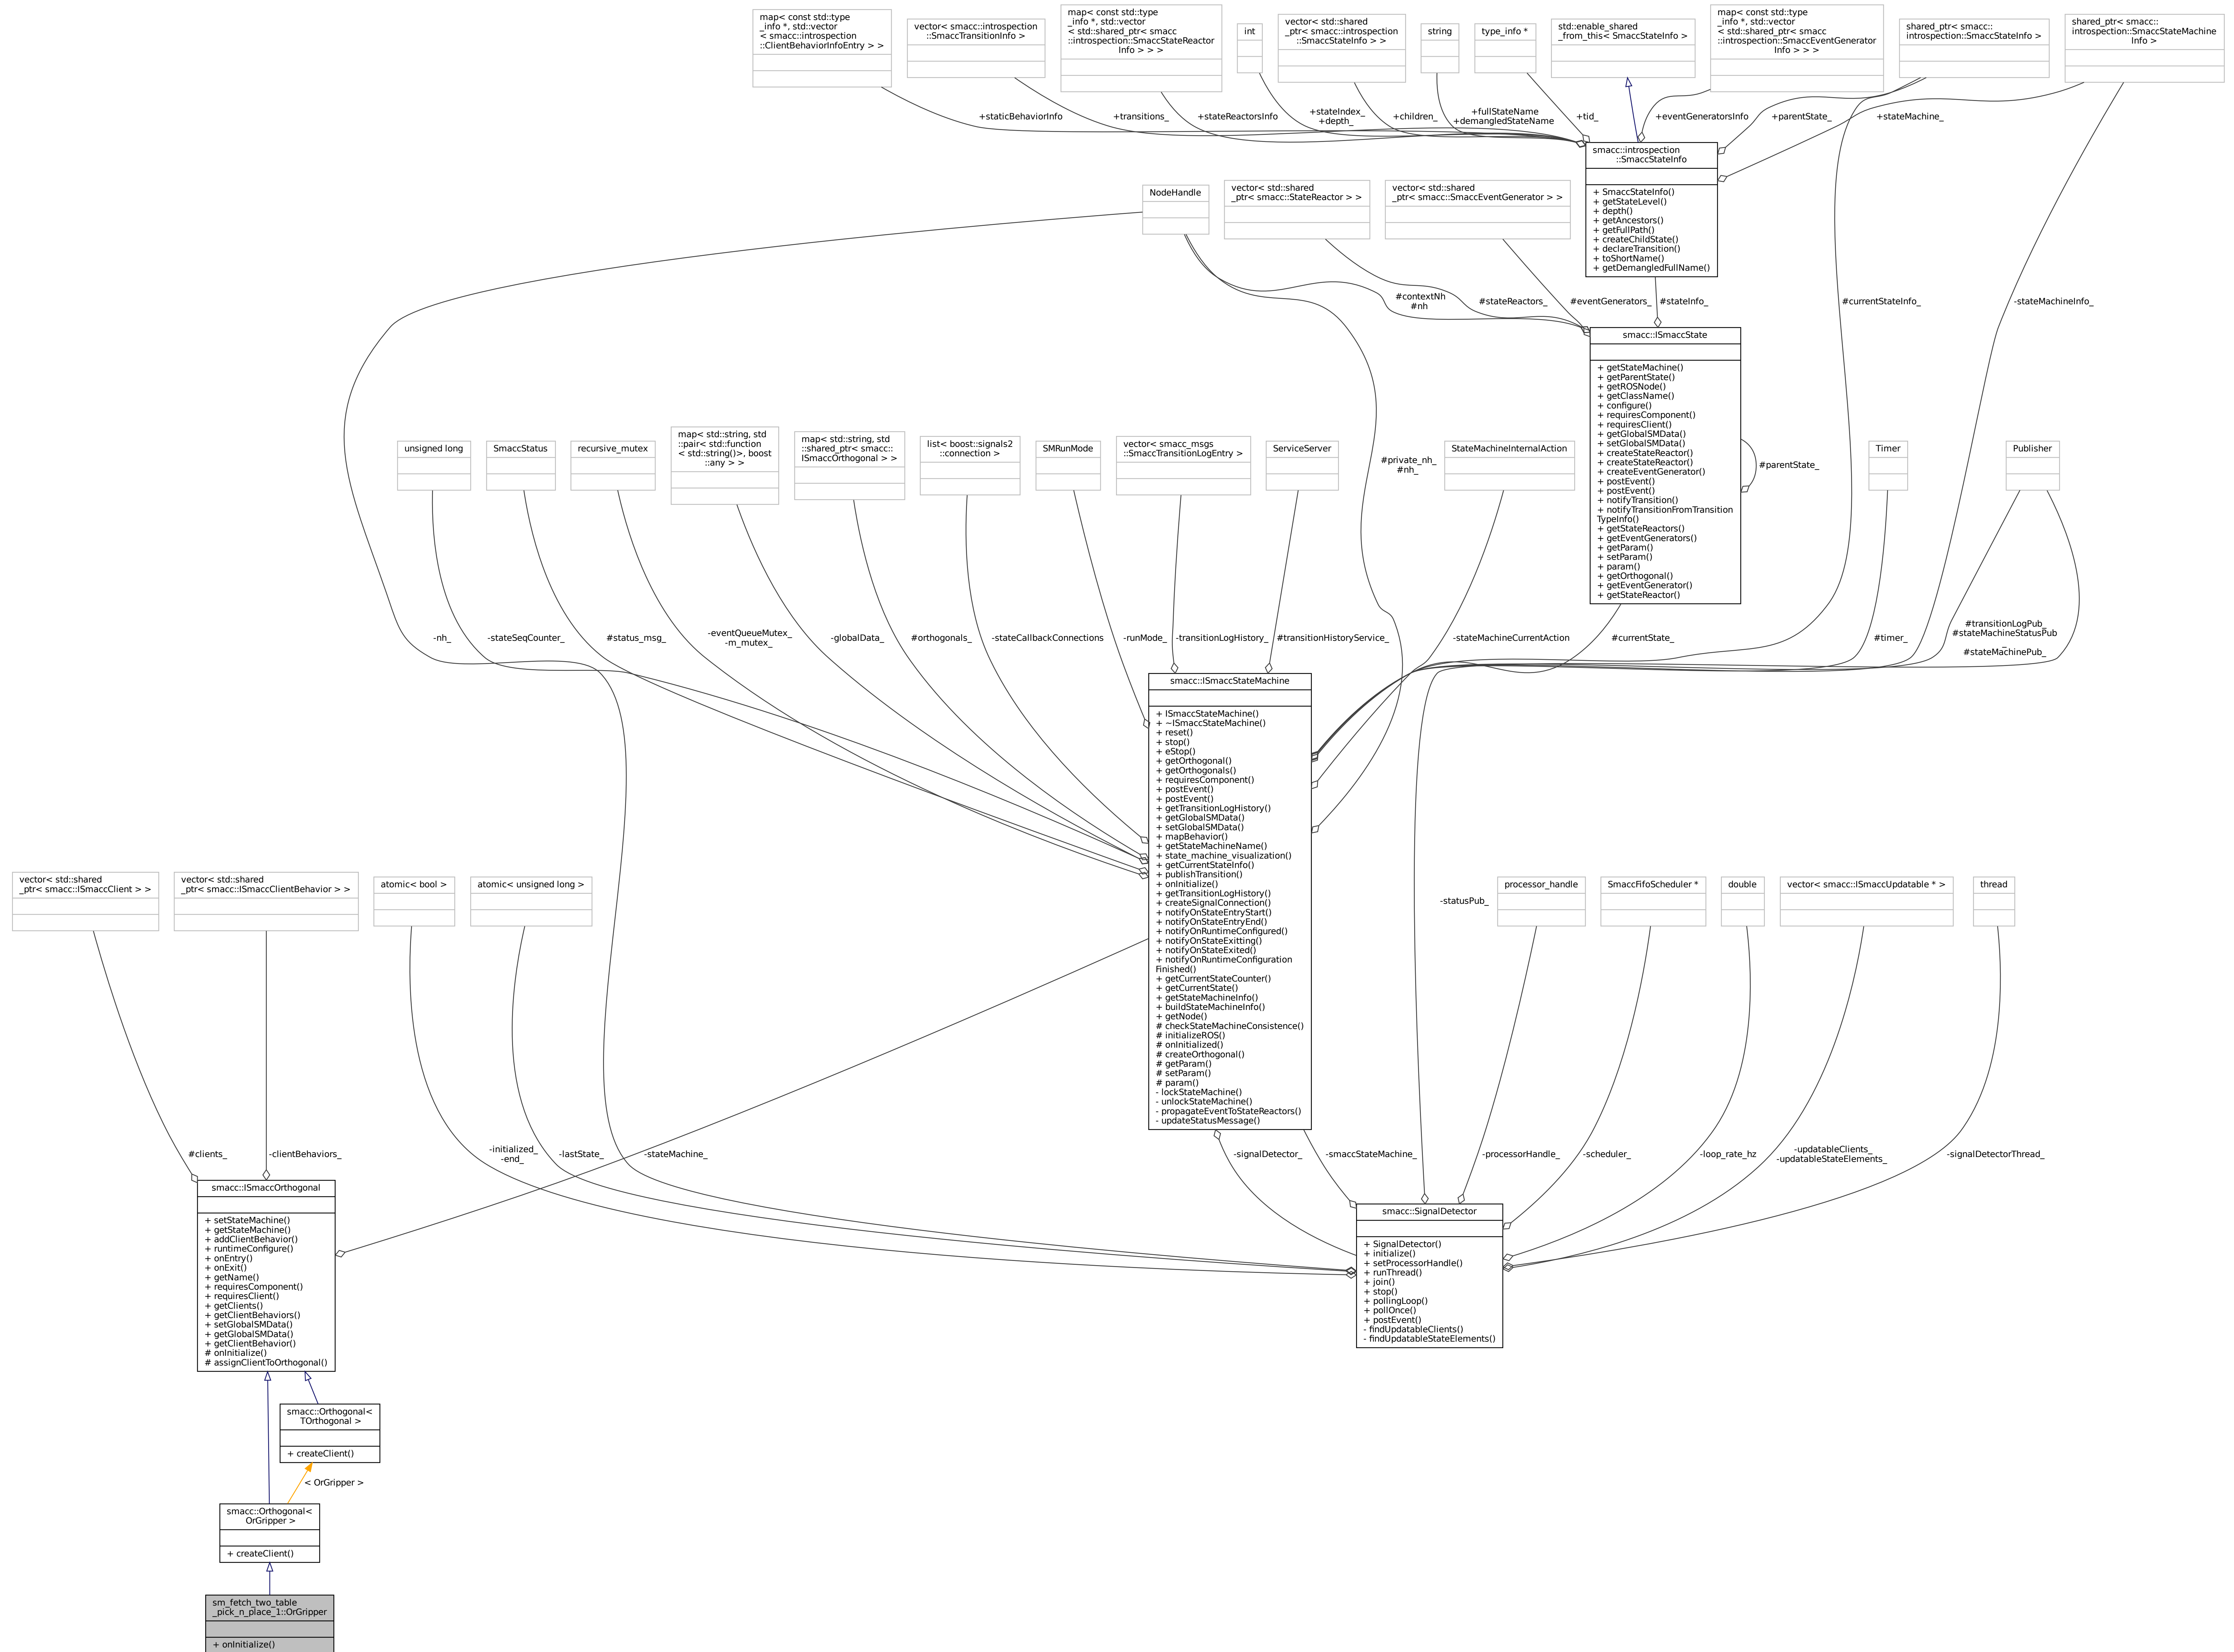 map< const std::type
_info *, std::vector
< smacc::introspection
::ClientBehaviorInfoEntry > >
vector< smacc::introspection
::SmaccTransitionInfo >
map< const std::type
_info *, std::vector
< std::shared_ptr< smacc
::introspection::SmaccStateReactor
Info > > >
int
vector< std::shared
_ptr< smacc::introspection
::SmaccStateInfo > >
string
type_info *
std::enable_shared
_from_this< SmaccStateInfo >
map< const std::type
_info *, std::vector
< std::shared_ptr< smacc
::introspection::SmaccEventGenerator
Info > > >
shared_ptr< smacc::
introspection::SmaccStateInfo >
shared_ptr< smacc::
introspection::SmaccStateMachine
Info >
+staticBehaviorInfo
+transitions_
+stateReactorsInfo
+stateIndex_
+depth_
+children_
+fullStateName
+demangledStateName
+tid_
+eventGeneratorsInfo
+parentState_
+stateMachine_
smacc::introspection
::SmaccStateInfo
+ SmaccStateInfo()
+ getStateLevel()
+ depth()
+ getAncestors()
+ getFullPath()
+ createChildState()
+ declareTransition()
+ toShortName()
+ getDemangledFullName()
NodeHandle
vector< std::shared
_ptr< smacc::StateReactor > >
vector< std::shared
_ptr< smacc::SmaccEventGenerator > >
#contextNh
#nh
#stateReactors_
#eventGenerators_
#stateInfo_
#currentStateInfo_
-stateMachineInfo_
smacc::ISmaccState
+ getStateMachine()
+ getParentState()
+ getROSNode()
+ getClassName()
+ configure()
+ requiresComponent()
+ requiresClient()
+ getGlobalSMData()
+ setGlobalSMData()
+ createStateReactor()
+ createStateReactor()
+ createEventGenerator()
+ postEvent()
+ postEvent()
+ notifyTransition()
+ notifyTransitionFromTransition
TypeInfo()
+ getStateReactors()
+ getEventGenerators()
+ getParam()
+ setParam()
+ param()
+ getOrthogonal()
+ getEventGenerator()
+ getStateReactor()
#parentState_
unsigned long
SmaccStatus
recursive_mutex
map< std::string, std
::pair< std::function
< std::string()>, boost
::any > >
map< std::string, std
::shared_ptr< smacc::
ISmaccOrthogonal > >
list< boost::signals2
::connection >
SMRunMode
vector< smacc_msgs
::SmaccTransitionLogEntry >
ServiceServer
#private_nh_
#nh_
StateMachineInternalAction
Timer
Publisher
-nh_
-stateSeqCounter_
#status_msg_
-eventQueueMutex_
-m_mutex_
-globalData_
#orthogonals_
-stateCallbackConnections
-runMode_
-transitionLogHistory_
#transitionHistoryService_
-stateMachineCurrentAction
#currentState_
#timer_
#transitionLogPub_
#stateMachineStatusPub
_
#stateMachinePub_
smacc::ISmaccStateMachine
+ ISmaccStateMachine()
+ ~ISmaccStateMachine()
+ reset()
+ stop()
+ eStop()
+ getOrthogonal()
+ getOrthogonals()
+ requiresComponent()
+ postEvent()
+ postEvent()
+ getTransitionLogHistory()
+ getGlobalSMData()
+ setGlobalSMData()
+ mapBehavior()
+ getStateMachineName()
+ state_machine_visualization()
+ getCurrentStateInfo()
+ publishTransition()
+ onInitialize()
+ getTransitionLogHistory()
+ createSignalConnection()
+ notifyOnStateEntryStart()
+ notifyOnStateEntryEnd()
+ notifyOnRuntimeConfigured()
+ notifyOnStateExitting()
+ notifyOnStateExited()
+ notifyOnRuntimeConfiguration
Finished()
+ getCurrentStateCounter()
+ getCurrentState()
+ getStateMachineInfo()
+ buildStateMachineInfo()
+ getNode()
# checkStateMachineConsistence()
# initializeROS()
# onInitialized()
# createOrthogonal()
# getParam()
# setParam()
# param()
- lockStateMachine()
- unlockStateMachine()
- propagateEventToStateReactors()
- updateStatusMessage()
vector< std::shared
_ptr< smacc::ISmaccClient > >
vector< std::shared
_ptr< smacc::ISmaccClientBehavior > >
atomic< bool >
atomic< unsigned long >
-statusPub_
processor_handle
SmaccFifoScheduler *
double
vector< smacc::ISmaccUpdatable * >
thread
#clients_
-clientBehaviors_
-initialized_
-end_
-lastState_
-stateMachine_
-signalDetector_
-smaccStateMachine_
-processorHandle_
-scheduler_
-loop_rate_hz
-updatableClients_
-updatableStateElements_
-signalDetectorThread_
smacc::ISmaccOrthogonal
+ setStateMachine()
+ getStateMachine()
+ addClientBehavior()
+ runtimeConfigure()
+ onEntry()
+ onExit()
+ getName()
+ requiresComponent()
+ requiresClient()
+ getClients()
+ getClientBehaviors()
+ setGlobalSMData()
+ getGlobalSMData()
+ getClientBehavior()
# onInitialize()
# assignClientToOrthogonal()
smacc::SignalDetector
+ SignalDetector()
+ initialize()
+ setProcessorHandle()
+ runThread()
+ join()
+ stop()
+ pollingLoop()
+ pollOnce()
+ postEvent()
- findUpdatableClients()
- findUpdatableStateElements()
smacc::Orthogonal<
TOrthogonal >
+ createClient()
< OrGripper >
smacc::Orthogonal<
OrGripper >
+ createClient()
sm_fetch_two_table
_pick_n_place_1::OrGripper
+ onInitialize()